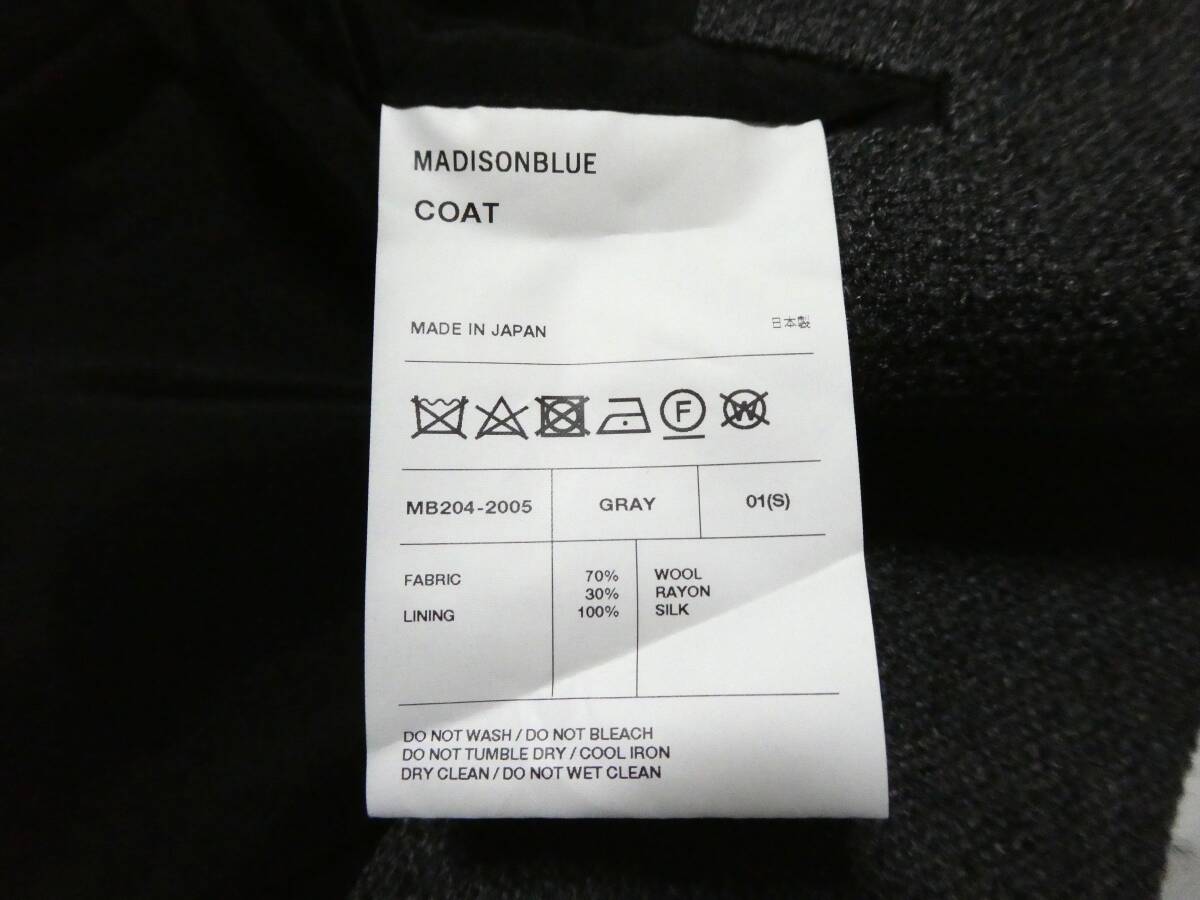 MADISONBLUE
COAT
MADE IN JAPAN 日本製
F W
MB204-2005 GRAY 01(S)
FABRIC 70% WOOL
30% RAYON
LINING 100% SILK
DO NOT WASH / DO NOT BLEACH
DO NOT TUMBLE DRY / COOL IRON
DRY CLEAN / DO NOT WET CLEAN